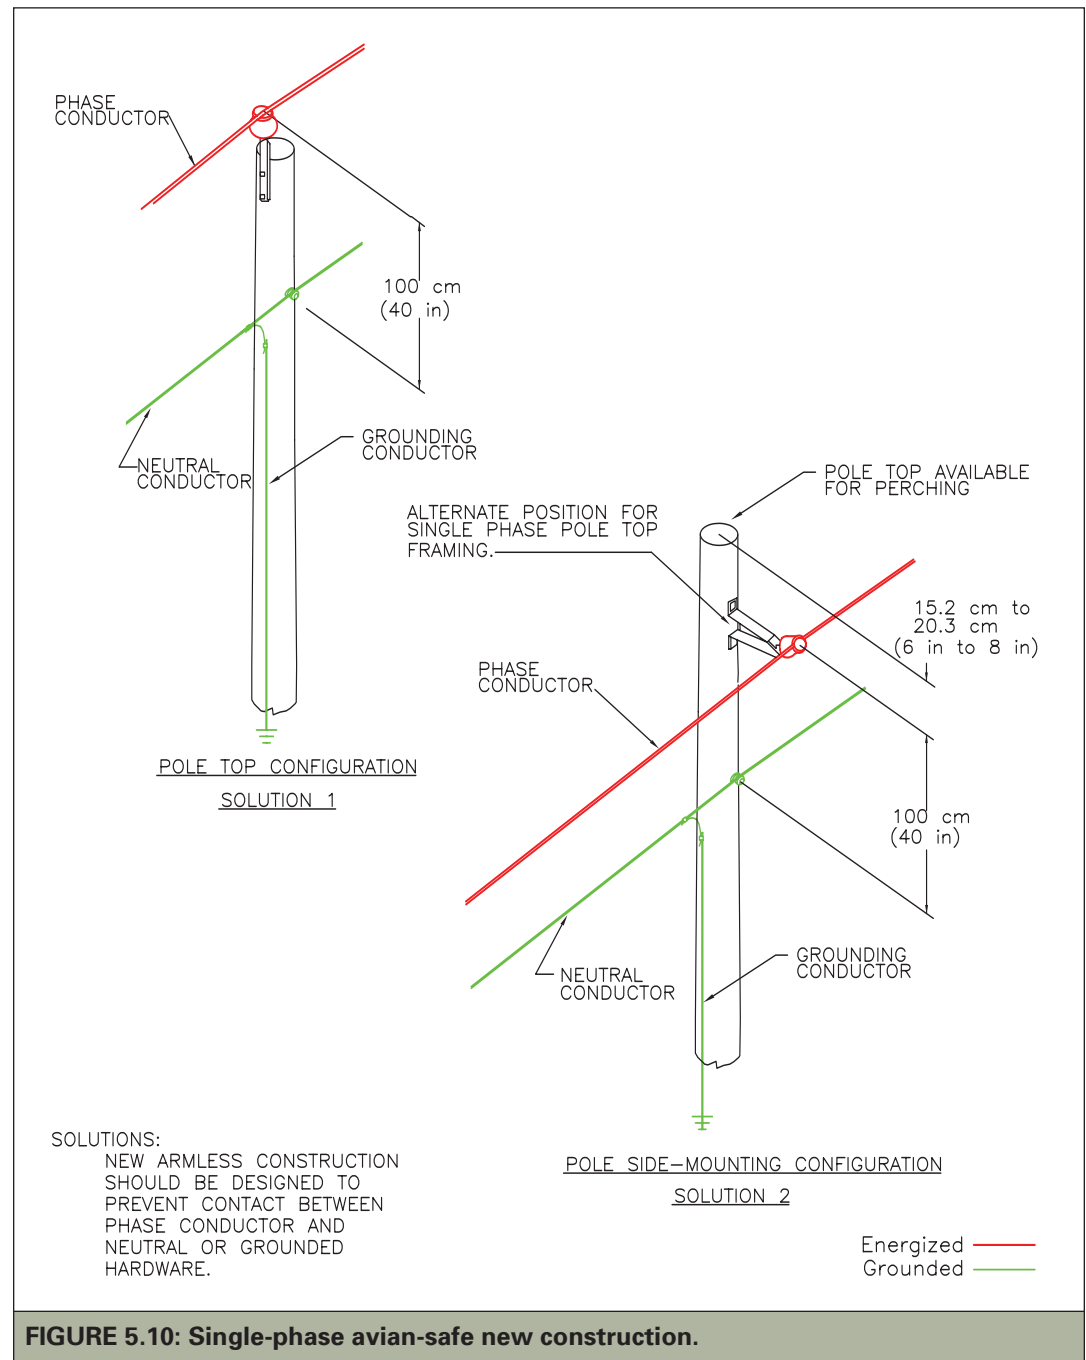 PHASE
CONDUCTOR
100 cm
(40 in)
GROUNDING
CONDUCTOR
NEUTRAL
CONDUCTOR
POLE TOP CONFIGURATION
SOLUTION 1
POLE TOP AVAILABLE
FOR PERCHING
ALTERNATE POSITION FOR
SINGLE PHASE POLE TOP
FRAMING.
15.2 cm to
20.3 cm
(6 in to 8 in)
PHASE
CONDUCTOR
100 cm
(40 in)
GROUNDING
CONDUCTOR
NEUTRAL
CONDUCTOR
POLE SIDE-MOUNTING CONFIGURATION
SOLUTION 2
SOLUTIONS:
NEW ARMLESS CONSTRUCTION
SHOULD BE DESIGNED TO
PREVENT CONTACT BETWEEN
PHASE CONDUCTOR AND
NEUTRAL OR GROUNDED
HARDWARE.
Energized
Grounded
FIGURE 5.10: Single-phase avian-safe new construction.